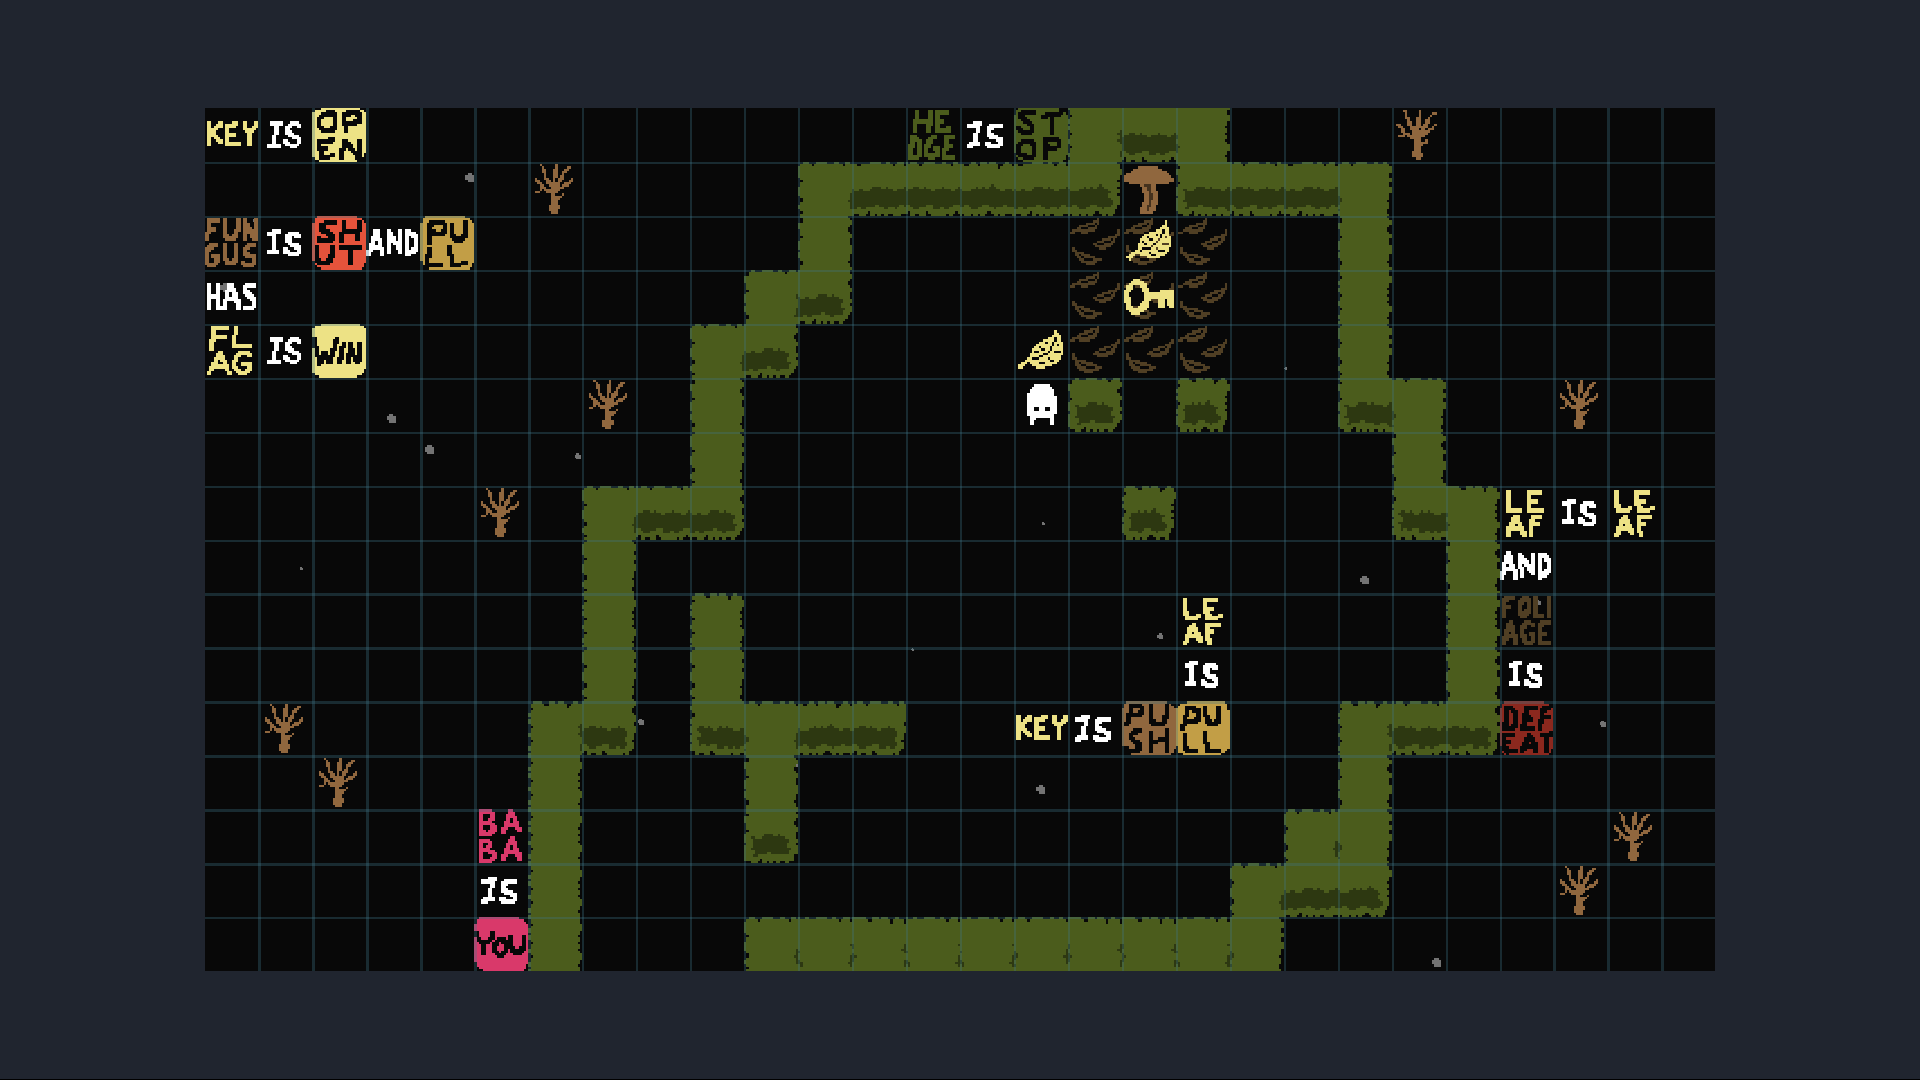 KEY IS OPEN
HEDGE IS STOP
FUNGUS IS SHUT AND PULL
HAS
FLAG IS WIN
LEAF IS LEAF
AND
FOLIAGE
IS
DEFEAT
LEAF
IS
KEY IS PUSH PULL
BABA
IS
YOU